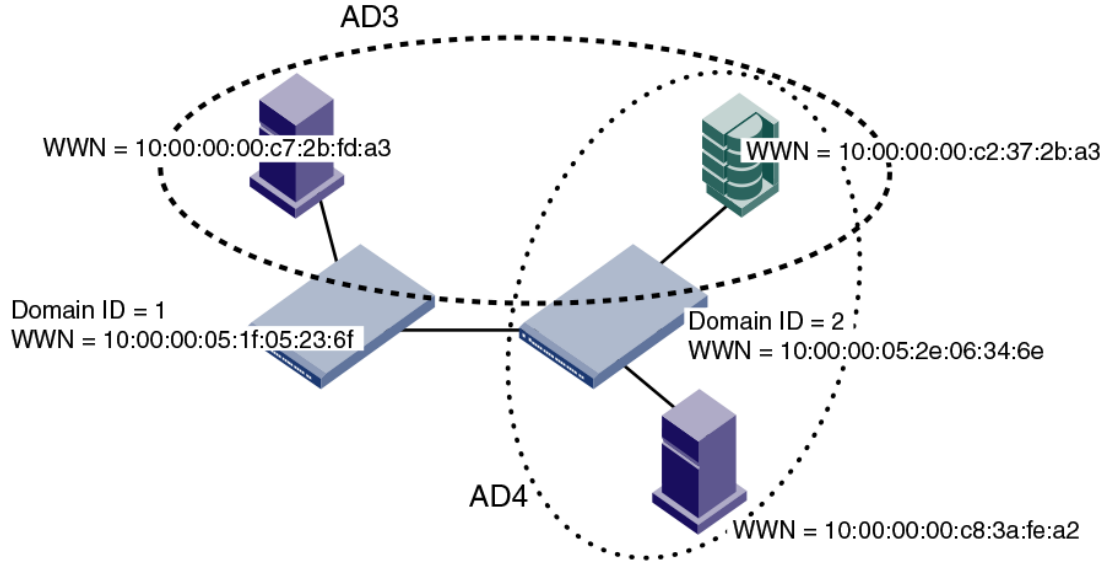 AD3
WWN = 10:00:00:00:c7:2b:fd:a3
WWN = 10:00:00:00:c2:37:2b:a3
Domain ID = 1
WWN = 10:00:00:05:1f:05:23:6f
Domain ID = 2
WWN = 10:00:00:05:2e:06:34:6e
AD4
WWN = 10:00:00:00:c8:3a:fe:a2